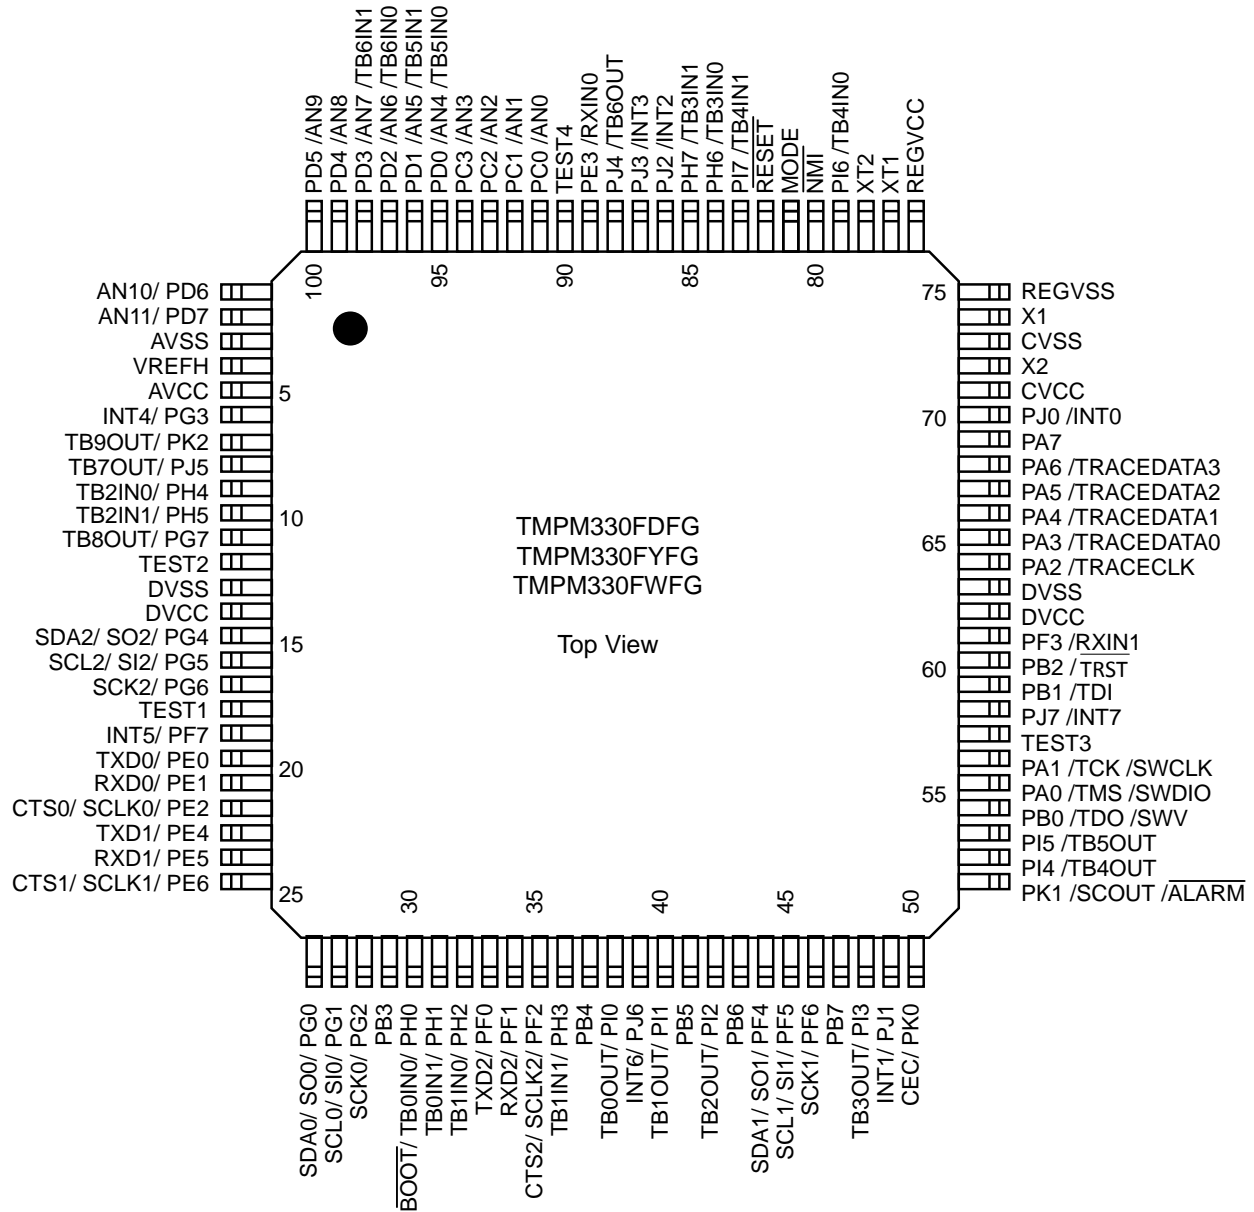 PD5 /AN9
PD4 /AN8
PD3 /AN7 /TB6IN1
PD2 /AN6 /TB6IN0
PD1 /AN5 /TB5IN1
PD0 /AN4 /TB5IN0
PC3 /AN3
PC2 /AN2
PC1 /AN1
PC0 /AN0
TEST4
PE3 /RXIN0
PJ4 /TB6OUT
PJ3 /INT3
PJ2 /INT2
PH7 /TB3IN1
PH6 /TB3IN0
PI7 /TB4IN1
RESET
MODE
NMI
PI6 /TB4IN0
XT2
XT1
REGVCC
100
95
90
85
80
AN10/ PD6
AN11/ PD7
AVSS
VREFH
AVCC
INT4/ PG3
TB9OUT/ PK2
TB7OUT/ PJ5
TB2IN0/ PH4
TB2IN1/ PH5
TB8OUT/ PG7
TEST2
DVSS
DVCC
SDA2/ SO2/ PG4
SCL2/ SI2/ PG5
SCK2/ PG6
TEST1
INT5/ PF7
TXD0/ PE0
RXD0/ PE1
CTS0/ SCLK0/ PE2
TXD1/ PE4
RXD1/ PE5
CTS1/ SCLK1/ PE6
5
10
15
20
25
TMPM330FDFG
TMPM330FYFG
TMPM330FWFG
Top View
75
70
65
60
55
REGVSS
X1
CVSS
X2
CVCC
PJ0 /INT0
PA7
PA6 /TRACEDATA3
PA5 /TRACEDATA2
PA4 /TRACEDATA1
PA3 /TRACEDATA0
PA2 /TRACECLK
DVSS
DVCC
PF3 /RXIN1
PB2 / TRST
PB1 /TDI
PJ7 /INT7
TEST3
PA1 /TCK /SWCLK
PA0 /TMS /SWDIO
PB0 /TDO /SWV
PI5 /TB5OUT
PI4 /TB4OUT
PK1 /SCOUT /ALARM
30
35
40
45
50
SDA0/ SO0/ PG0
SCL0/ SI0/ PG1
SCK0/ PG2
PB3
BOOT/ TB0IN0/ PH0
TB0IN1/ PH1
TB1IN0/ PH2
TXD2/ PF0
RXD2/ PF1
CTS2/ SCLK2/ PF2
TB1IN1/ PH3
PB4
TB0OUT/ PI0
INT6/ PJ6
TB1OUT/ PI1
PB5
TB2OUT/ PI2
PB6
SDA1/ SO1/ PF4
SCL1/ SI1/ PF5
SCK1/ PF6
PB7
TB3OUT/ PI3
INT1/ PJ1
CEC/ PK0